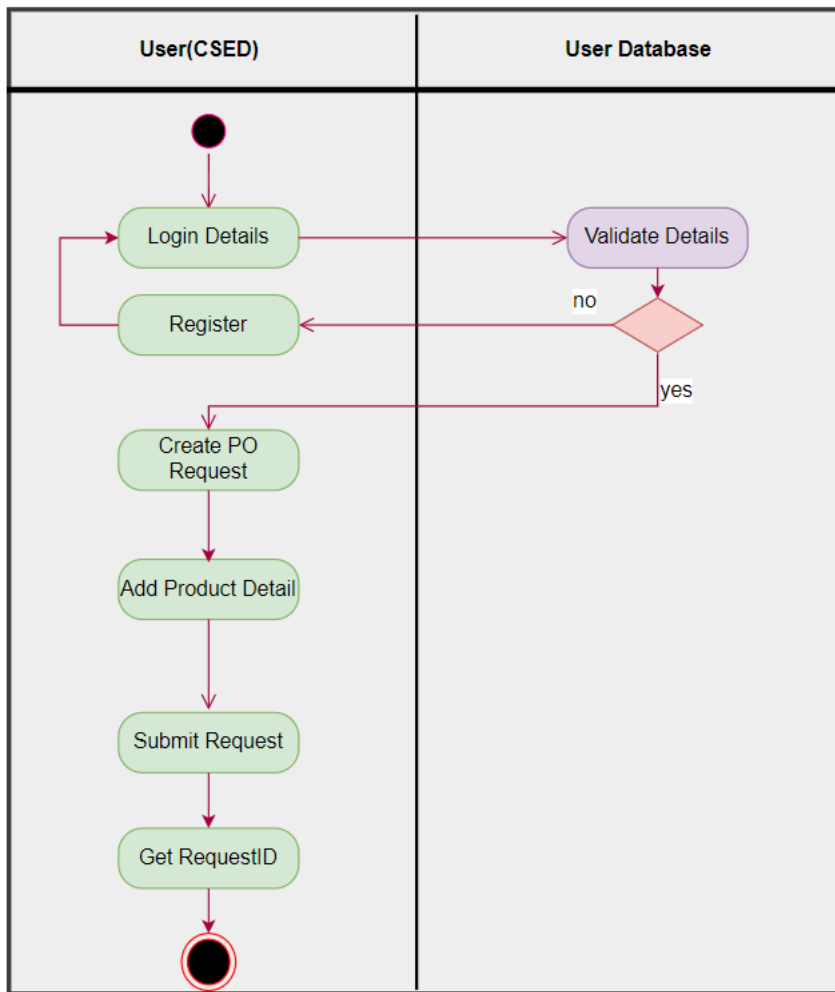 User(CSED)
User Database
Login Details
Validate Details
no
Register
yes
Create PO
Request
Add Product Detail
Submit Request
Get RequestID